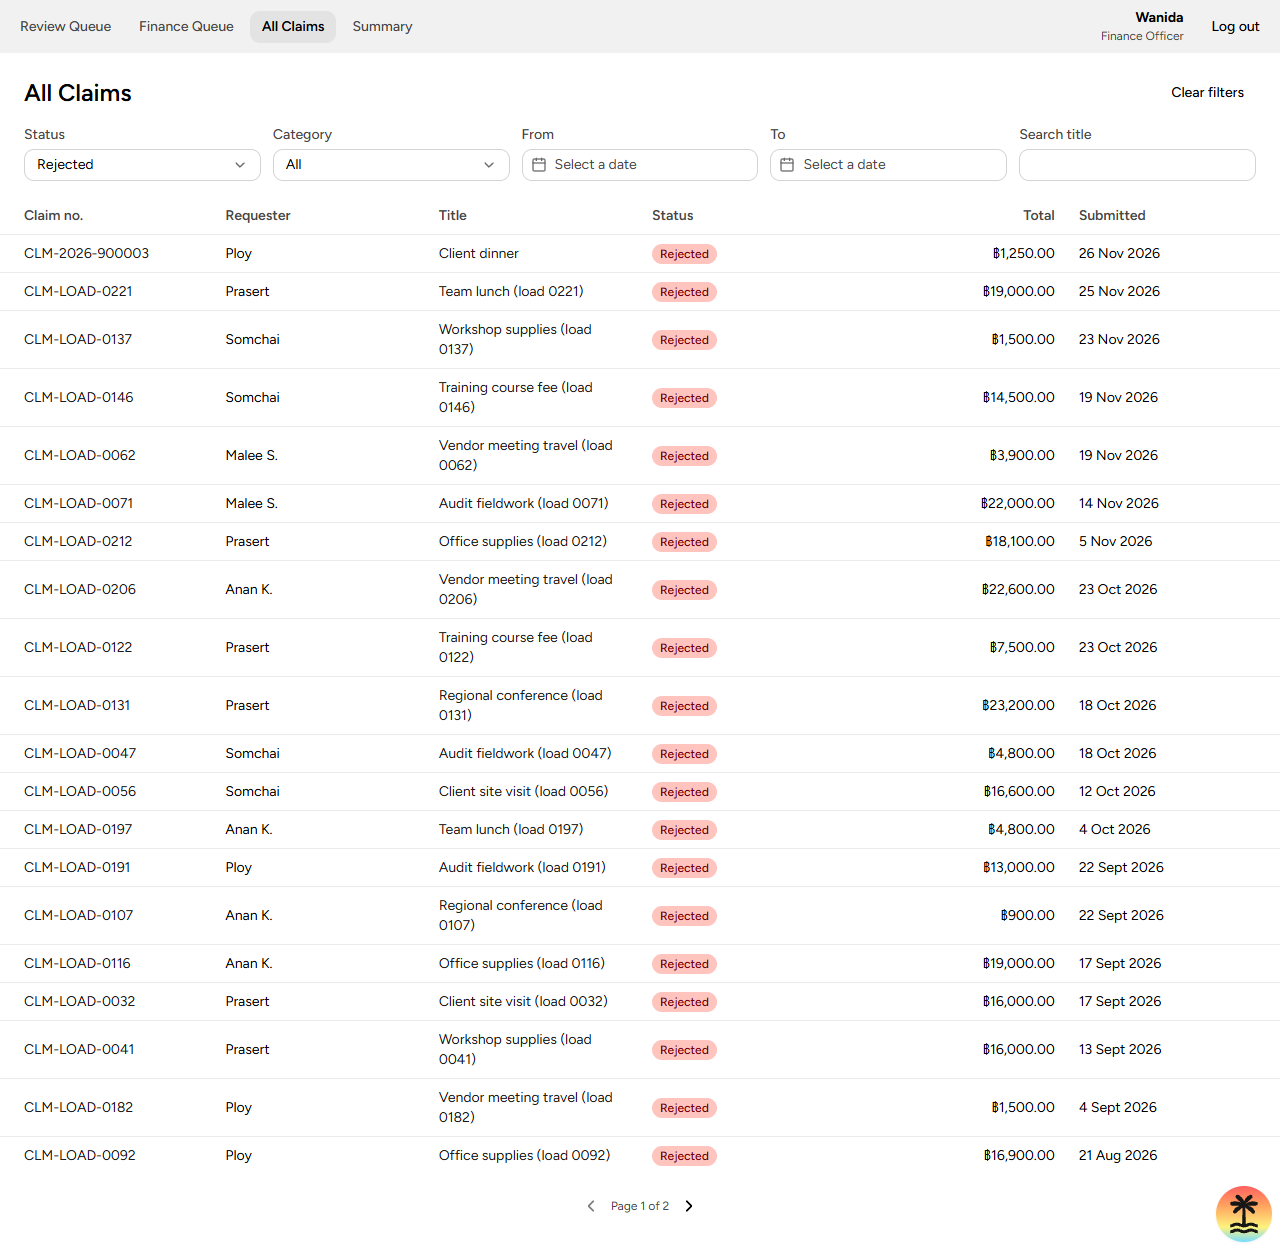 Review Queue
Finance Queue
All Claims
Summary
Wanida
Finance Officer
Log out
All Claims
Clear filters
Status
Category
From
To
Search title
Rejected
All
Select a date
Select a date
Claim no. Requester Title Status Total Submitted
CLM-2026-900003 Ploy Client dinner Rejected ฿1,250.00 26 Nov 2026
CLM-LOAD-0221 Prasert Team lunch (load 0221) Rejected ฿19,000.00 25 Nov 2026
CLM-LOAD-0137 Somchai Workshop supplies (load
0137) Rejected ฿1,500.00 23 Nov 2026
CLM-LOAD-0146 Somchai Training course fee (load
0146) Rejected ฿14,500.00 19 Nov 2026
CLM-LOAD-0062 Malee S. Vendor meeting travel (load
0062) Rejected ฿3,900.00 19 Nov 2026
CLM-LOAD-0071 Malee S. Audit fieldwork (load 0071) Rejected ฿22,000.00 14 Nov 2026
CLM-LOAD-0212 Prasert Office supplies (load 0212) Rejected ฿18,100.00 5 Nov 2026
CLM-LOAD-0206 Anan K. Vendor meeting travel (load
0206) Rejected ฿22,600.00 23 Oct 2026
CLM-LOAD-0122 Prasert Training course fee (load
0122) Rejected ฿7,500.00 23 Oct 2026
CLM-LOAD-0131 Prasert Regional conference (load
0131) Rejected ฿23,200.00 18 Oct 2026
CLM-LOAD-0047 Somchai Audit fieldwork (load 0047) Rejected ฿4,800.00 18 Oct 2026
CLM-LOAD-0056 Somchai Client site visit (load 0056) Rejected ฿16,600.00 12 Oct 2026
CLM-LOAD-0197 Anan K. Team lunch (load 0197) Rejected ฿4,800.00 4 Oct 2026
CLM-LOAD-0191 Ploy Audit fieldwork (load 0191) Rejected ฿13,000.00 22 Sept 2026
CLM-LOAD-0107 Anan K. Regional conference (load
0107) Rejected ฿900.00 22 Sept 2026
CLM-LOAD-0116 Anan K. Office supplies (load 0116) Rejected ฿19,000.00 17 Sept 2026
CLM-LOAD-0032 Prasert Client site visit (load 0032) Rejected ฿16,000.00 17 Sept 2026
CLM-LOAD-0041 Prasert Workshop supplies (load
0041) Rejected ฿16,000.00 13 Sept 2026
CLM-LOAD-0182 Ploy Vendor meeting travel (load
0182) Rejected ฿1,500.00 4 Sept 2026
CLM-LOAD-0092 Ploy Office supplies (load 0092) Rejected ฿16,900.00 21 Aug 2026
Page 1 of 2